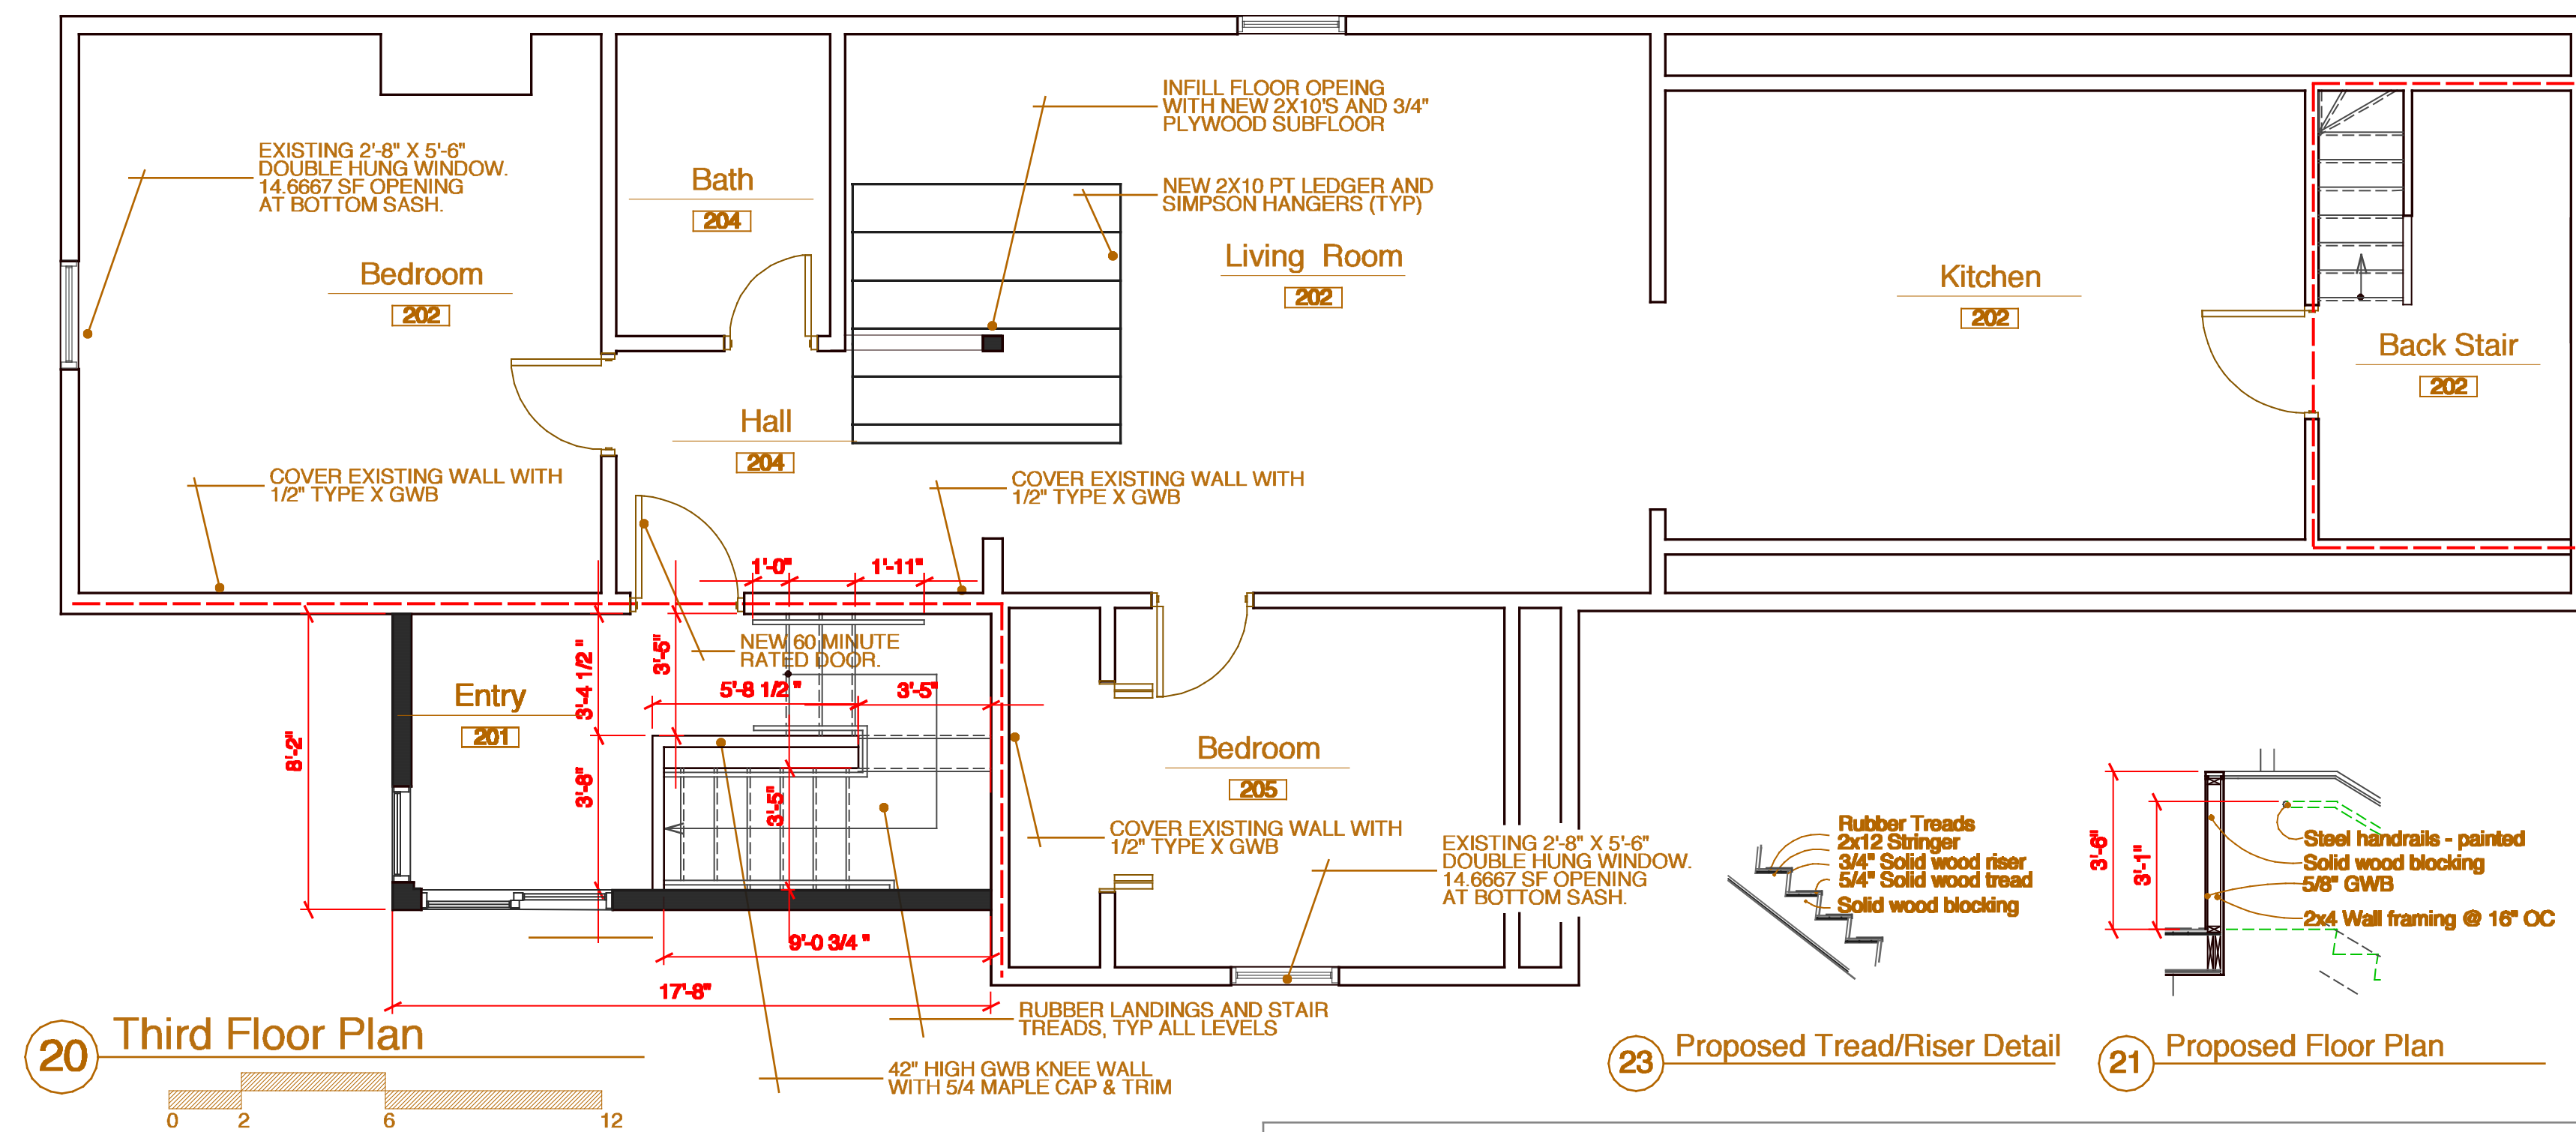 INFILL FLOOR OPEING
WITH NEW 2X10'S AND 3/4"
PLYWOOD SUBFLOOR
EXISTING 2'-8" X 5'-6"
DOUBLE HUNG WINDOW.
14.6667 SF OPENING
AT BOTTOM SASH.
Bath
204
NEW 2X10 PT LEDGER AND
SIMPSON HANGERS (TYP)
Bedroom
202
Living Room
202
Kitchen
202
Back Stair
202
Hall
204
COVER EXISTING WALL WITH
1/2" TYPE X GWB
COVER EXISTING WALL WITH
1/2" TYPE X GWB
1'-0"
1'-11"
NEW 60 MINUTE
RATED DOOR.
3'-4 1/2 "
3'-5"
5'-8 1/2 "
3'-5"
Entry
201
8'-2"
3'-8"
3'-5"
Bedroom
205
COVER EXISTING WALL WITH
1/2" TYPE X GWB
EXISTING 2'-8" X 5'-6"
DOUBLE HUNG WINDOW.
14.6667 SF OPENING
AT BOTTOM SASH.
Rubber Treads
2x12 Stringer
3/4" Solid wood riser
5/4" Solid wood tread
Solid wood blocking
3'-6"
3'-1"
Steel handrails - painted
Solid wood blocking
5/8" GWB
2x4 Wall framing @ 16" OC
9'-0 3/4 "
17'-8"
RUBBER LANDINGS AND STAIR
TREADS, TYP ALL LEVELS
42" HIGH GWB KNEE WALL
WITH 5/4 MAPLE CAP & TRIM
20 Third Floor Plan
0 2 6 12
23 Proposed Tread/Riser Detail
21 Proposed Floor Plan